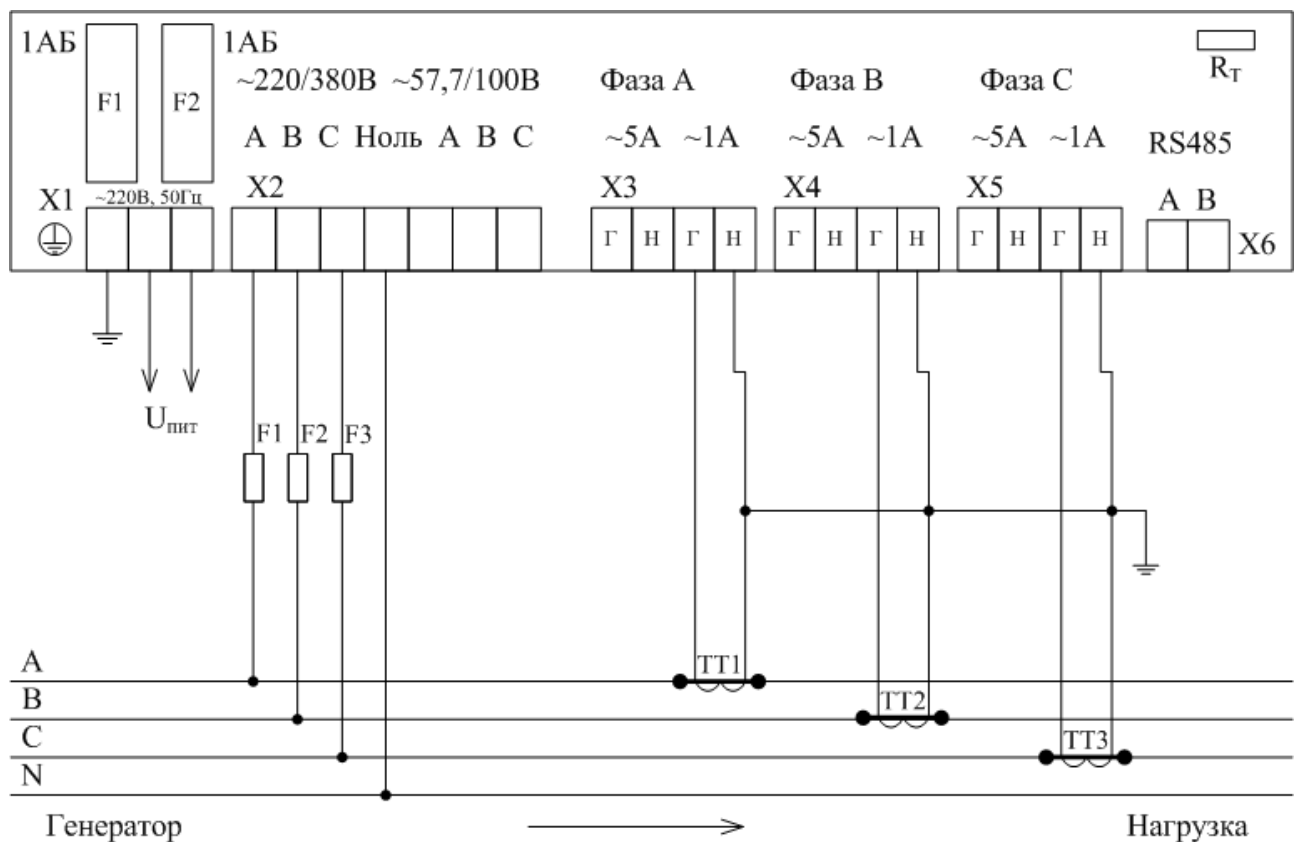 1АБ 1АБ
~220/380В ~57,7/100В Фаза А Фаза В Фаза С Rт
F1 F2
А В С Ноль А В С ~5А ~1А ~5А ~1А ~5А ~1А RS485
X1 ~220В, 50Гц X2 X3 X4 X5 А В
Г Н Г Н Г Н Г Н Г Н Г Н X6
Uпит
F1 F2 F3
А ТТ1
В ТТ2
С ТТ3
N
Генератор Нагрузка